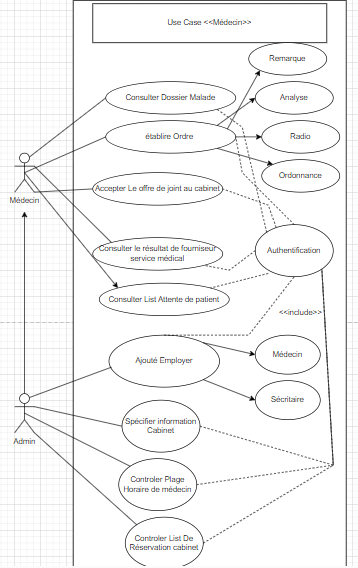 Use Case <<Médecin>>
Remarque
Consulter Dossier Malade
Analyse
établire Ordre
Radio
Ordonnance
Médecin
Accepter Le offre de joint au cabinet
Consulter le résultat de fourniseur
service médical
Authentification
Consulter List Attente de patient
<<include>>
Ajouté Employer
Médecin
Sécritaire
Admin
Spécifier information
Cabinet
Controler Plage
Horaire de médecin
Controler List De
Réservation cabinet